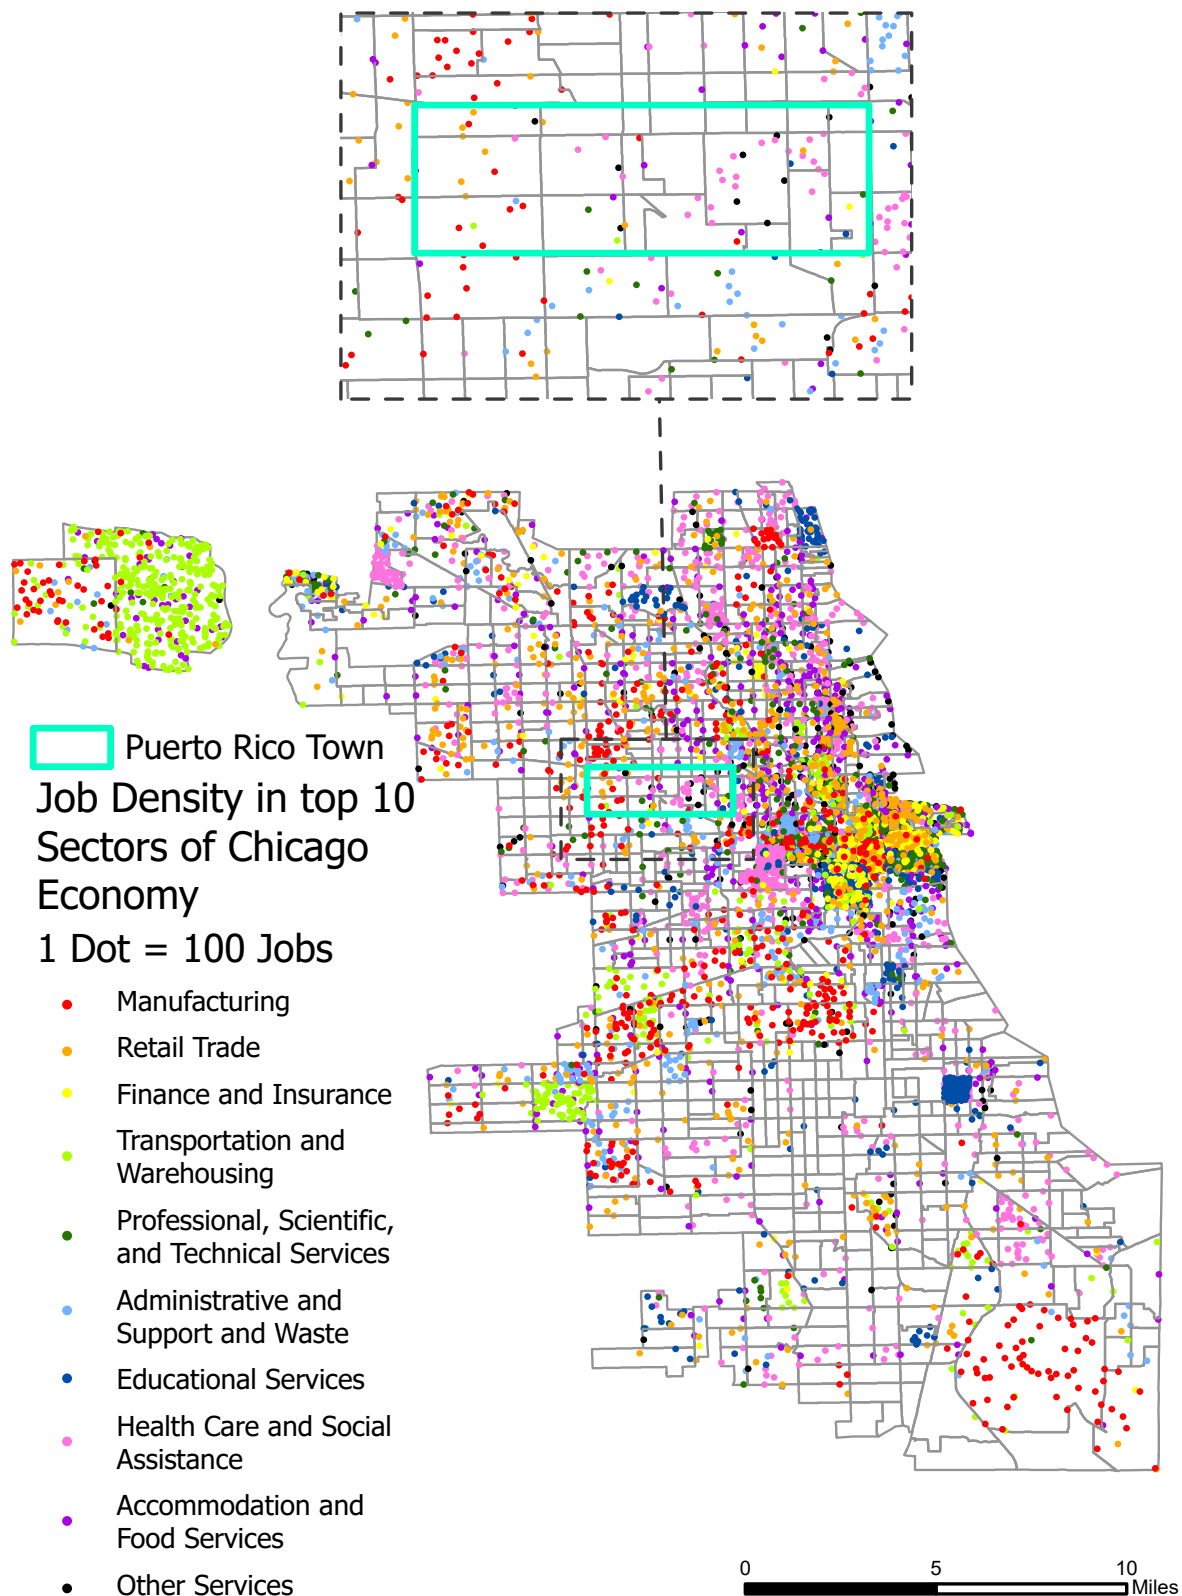 Puerto Rico Town
Job Density in top 10
Sectors of Chicago
Economy
1 Dot = 100 Jobs
Manufacturing
Retail Trade
Finance and Insurance
Transportation and
Warehousing
Professional, Scientific,
and Technical Services
Administrative and
Support and Waste
Educational Services
Health Care and Social
Assistance
Accommodation and
Food Services
Other Services
0 5 10
Miles